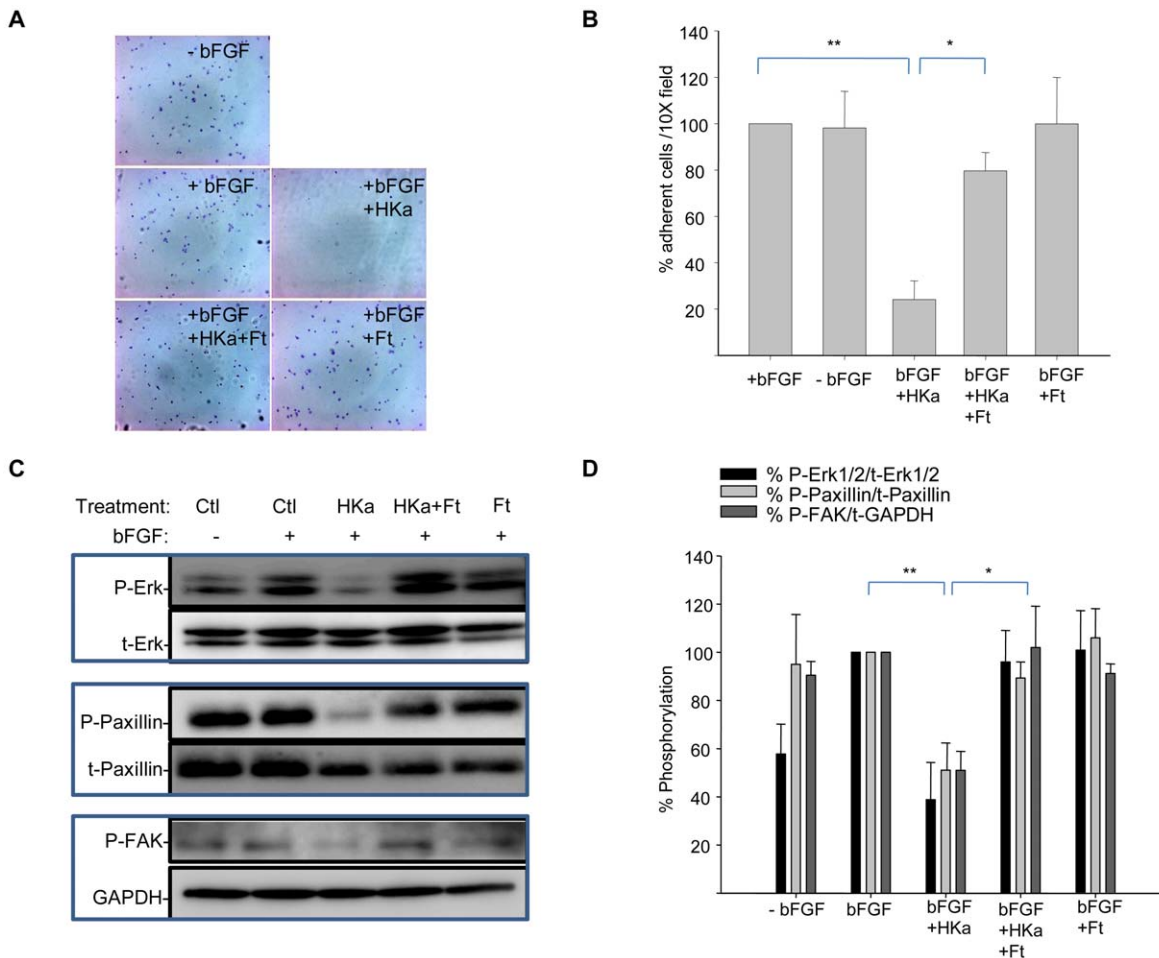 A
- bFGF
+ bFGF
+bFGF
+HKa
+bFGF
+HKa+Ft
+bFGF
+Ft
B
% adherent cells /10X field
140
120
100
80
60
40
20
**
*
+bFGF
- bFGF
bFGF
+HKa
bFGF
+HKa
+Ft
bFGF
+Ft
C
Treatment: Ctl Ctl HKa HKa+Ft Ft
bFGF: - + + + +
P-Erk-
t-Erk-
P-Paxillin-
t-Paxillin-
P-FAK-
GAPDH-
D
% P-Erk1/2/t-Erk1/2
% P-Paxillin/t-Paxillin
% P-FAK/t-GAPDH
% Phosphorylation
140
120
100
80
60
40
20
**
*
- bFGF
bFGF
bFGF
+HKa
bFGF
+HKa
+Ft
bFGF
+Ft